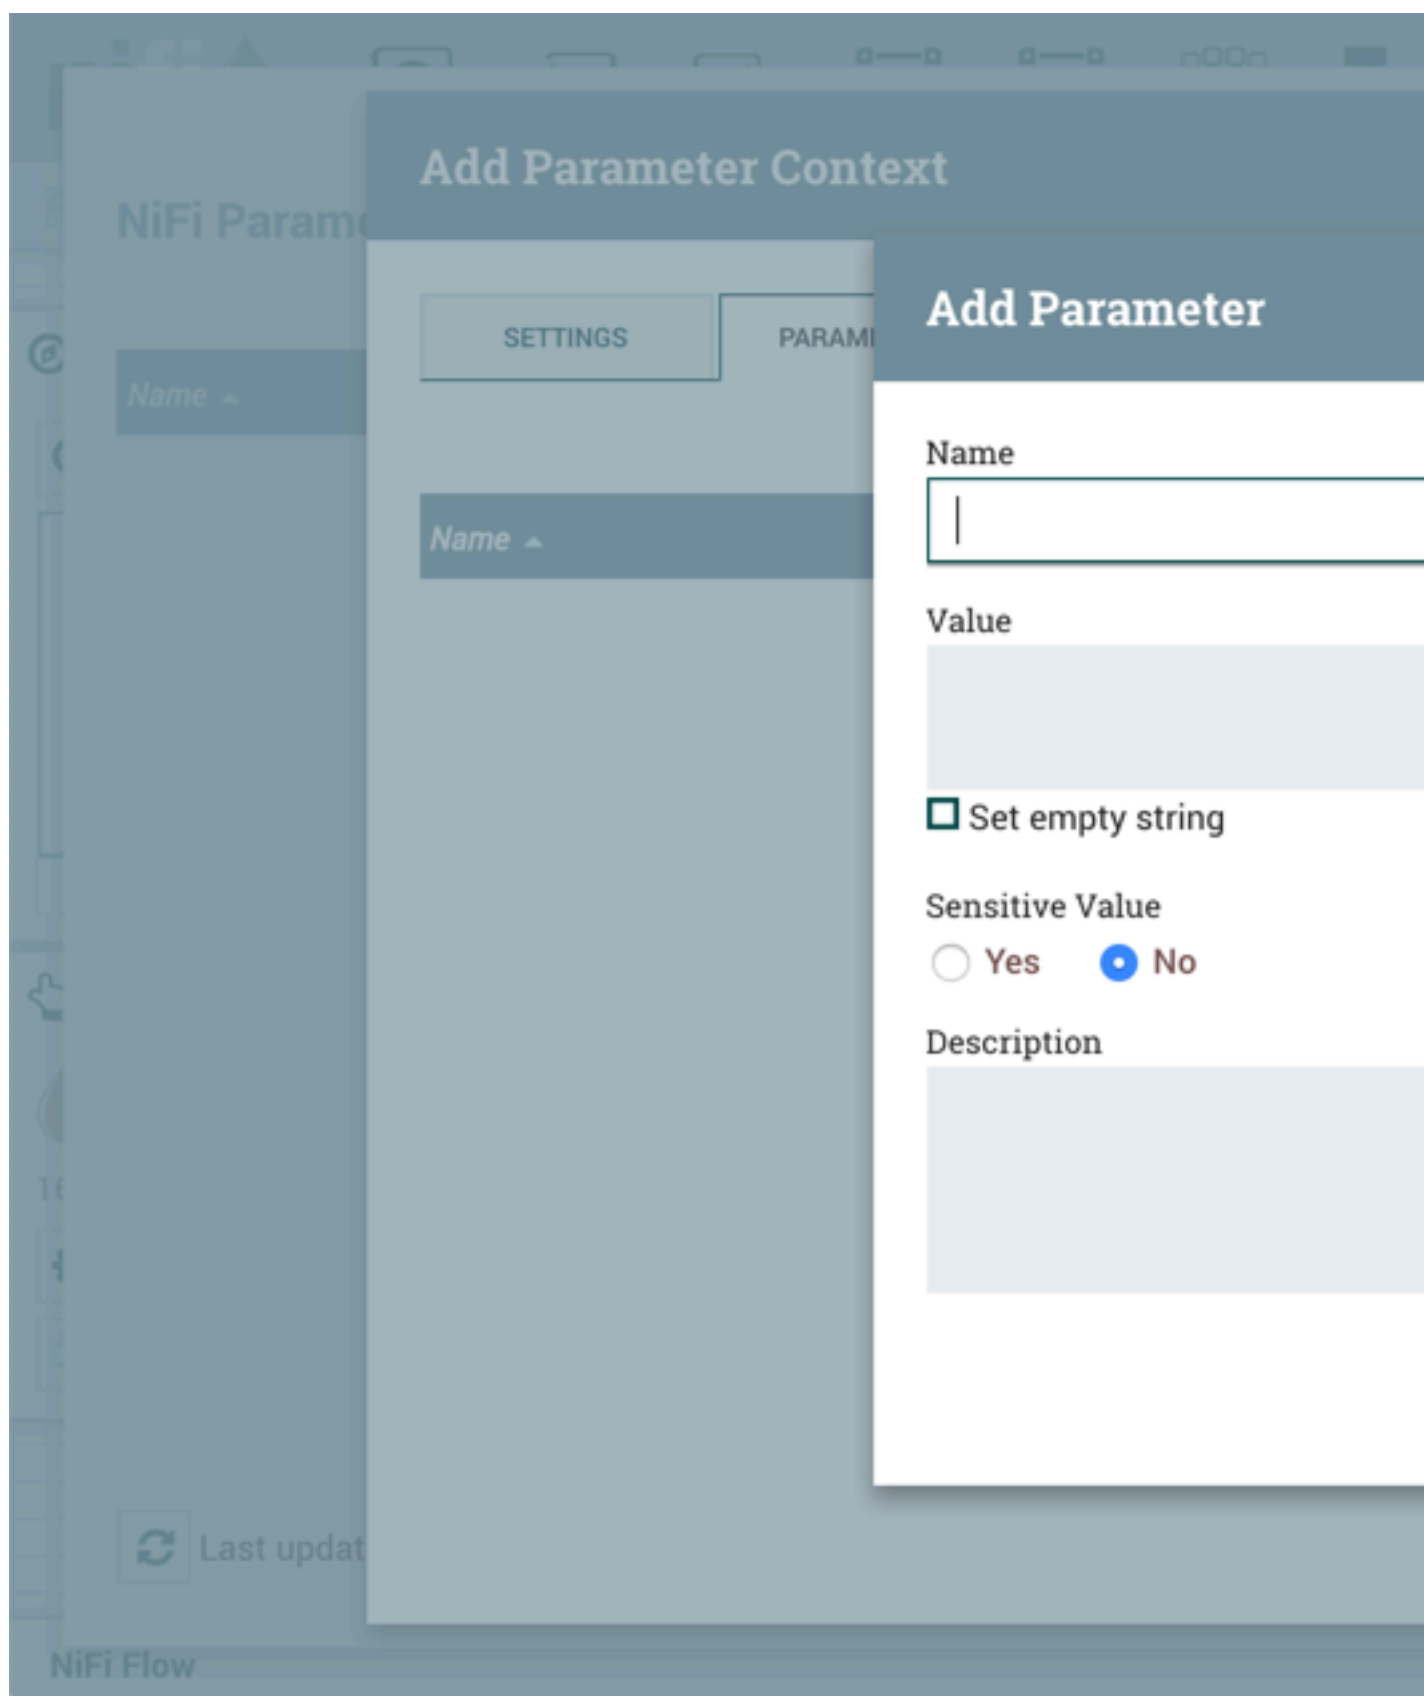 Add Parameter Context
NiFi Param
SETTINGS
PARAM
Name
Name
Add Parameter
Name
Value
Set empty string
Sensitive Value
Yes No
Description
16
Last updat
NiFi Flow